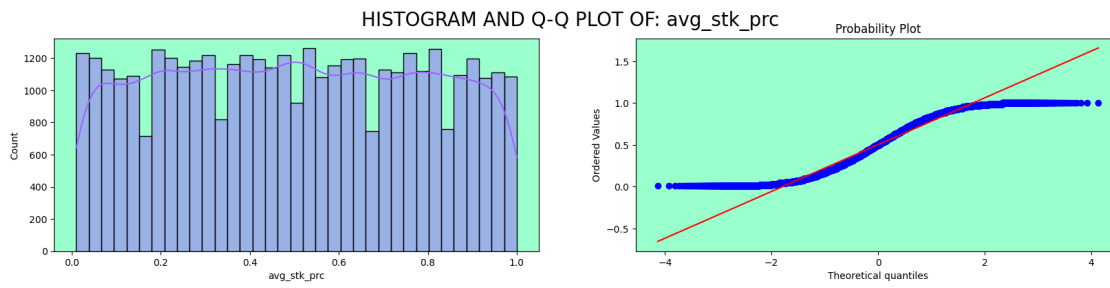 HISTOGRAM AND Q-Q PLOT OF: avg_stk_prc
Count
1200
1000
800
600
400
200
0
0.0 0.2 0.4 0.6 0.8 1.0
avg_stk_prc
Probability Plot
Ordered Values
1.5
1.0
0.5
0.0
−0.5
−4 −2 0 2 4
Theoretical quantiles